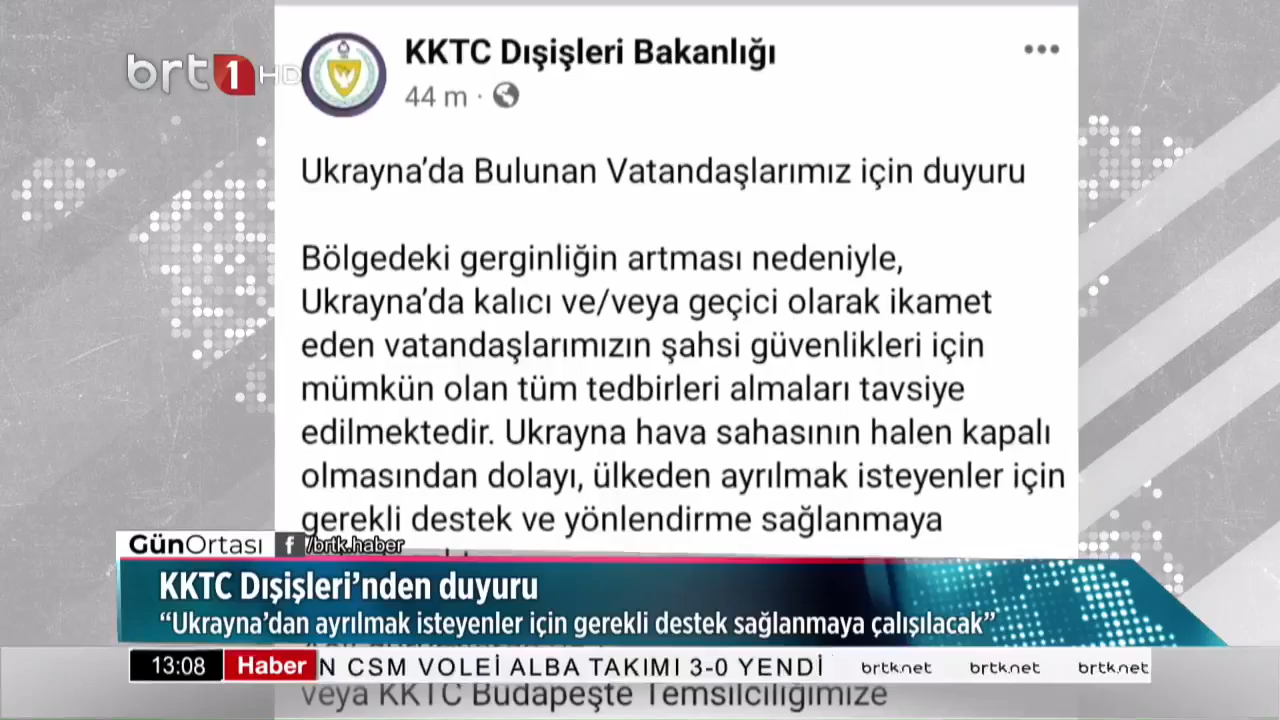 brt 1 HD
KKTC Dışişleri Bakanlığı
44 m ·
Ukrayna’da Bulunan Vatandaşlarımız için duyuru
Bölgedeki gerginliğin artması nedeniyle,
Ukrayna’da kalıcı ve/veya geçici olarak ikamet
eden vatandaşlarımızın şahsi güvenlikleri için
mümkün olan tüm tedbirleri almaları tavsiye
edilmektedir. Ukrayna hava sahasının halen kapalı
olmasından dolayı, ülkeden ayrılmak isteyenler için
gerekli destek ve yönlendirme sağlanmaya
GünOrtası f /brtk.haber
KKTC Dışişleri’nden duyuru
“Ukrayna’dan ayrılmak isteyenler için gerekli destek sağlanmaya çalışılacak”
13:08 Haber N CSM VOLEİ ALBA TAKIMI 3-0 YENDİ brtk.net brtk.net brtk.net
veya KKTC Budapeşte Temsilciliğimize